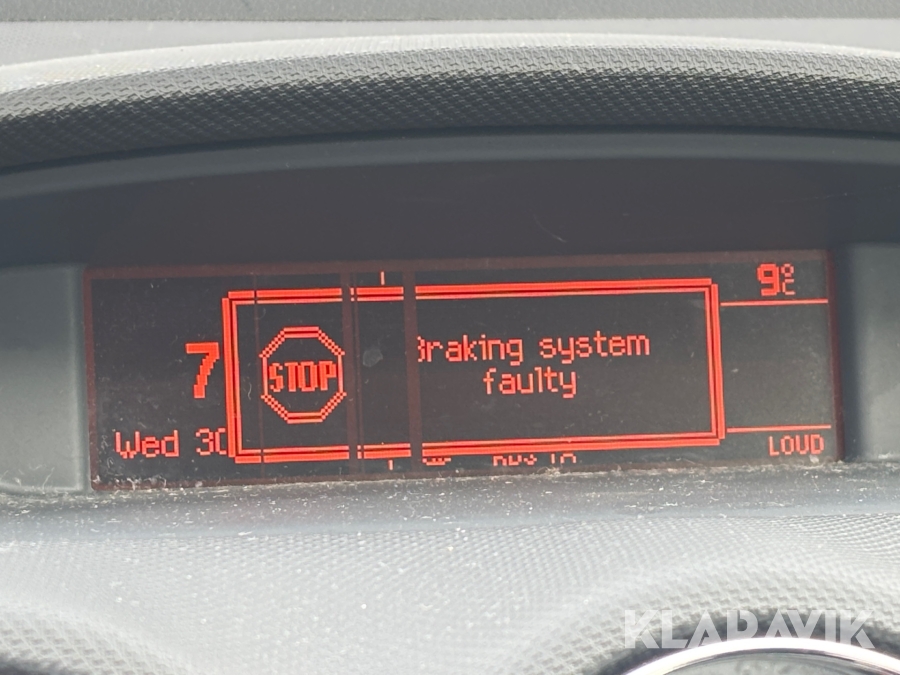 9°C
7
STOP
Braking system
faulty
Wed 30
LOUD
KLARAVIK